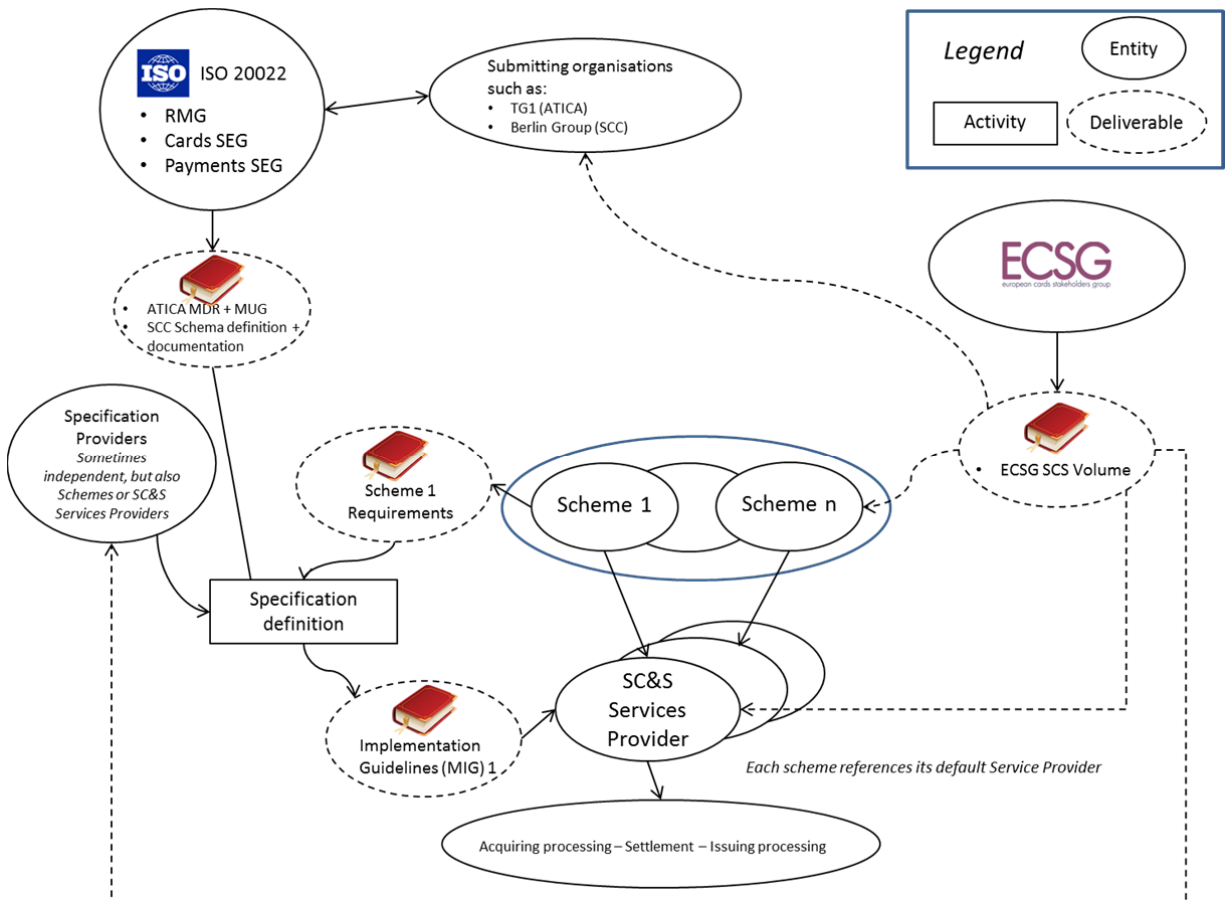 ISO
ISO 20022
• RMG
• Cards SEG
• Payments SEG
Submitting organisations
such as:
• TG1 (ATICA)
• Berlin Group (SCC)
Legend
Entity
Activity
Deliverable
ECSG
european cards stakeholders group
• ATICA MDR + MUG
• SCC Schema definition +
documentation
Specification
Providers
Sometimes
independent, but also
Schemes or SC&S
Services Providers
Scheme 1
Requirements
Scheme 1
Scheme n
• ECSG SCS Volume
Specification
definition
SC&S
Services
Provider
Implementation
Guidelines (MIG) 1
Each scheme references its default Service Provider
Acquiring processing – Settlement – Issuing processing